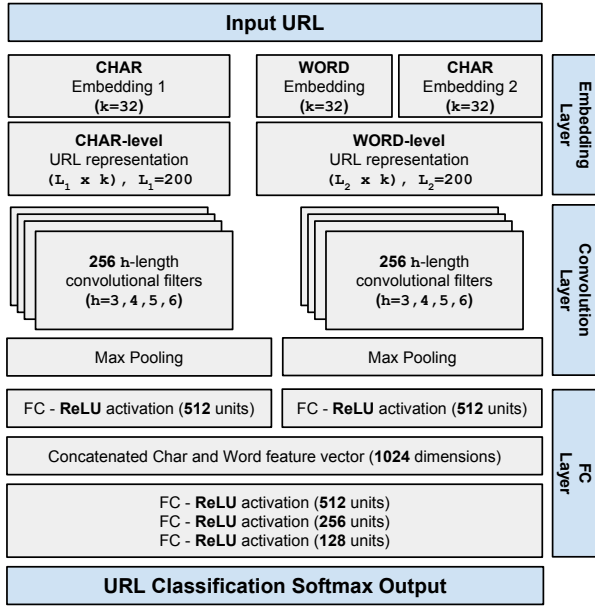 Input URL
CHAR
Embedding 1
(k=32)
WORD
Embedding
(k=32)
CHAR
Embedding 2
(k=32)
Embedding
Layer
CHAR-level
URL representation
(L1 x k), L1=200
WORD-level
URL representation
(L2 x k), L2=200
256 h-length
convolutional filters
(h=3,4,5,6)
256 h-length
convolutional filters
(h=3,4,5,6)
Convolution
Layer
Max Pooling
Max Pooling
FC - ReLU activation (512 units)
FC - ReLU activation (512 units)
Concatenated Char and Word feature vector (1024 dimensions)
FC
Layer
FC - ReLU activation (512 units)
FC - ReLU activation (256 units)
FC - ReLU activation (128 units)
URL Classification Softmax Output